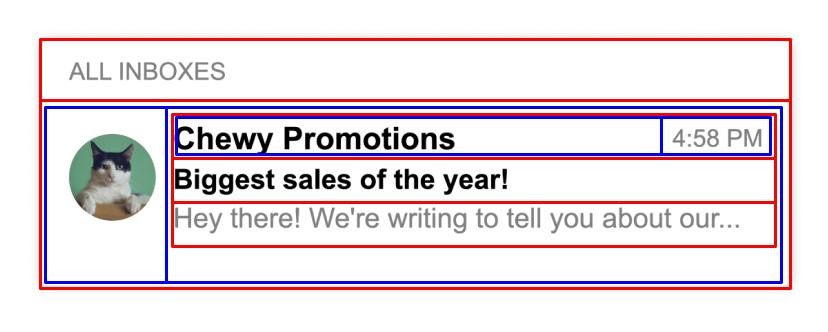 ALL INBOXES
Chewy Promotions 4:58 PM
Biggest sales of the year!
Hey there! We're writing to tell you about our...